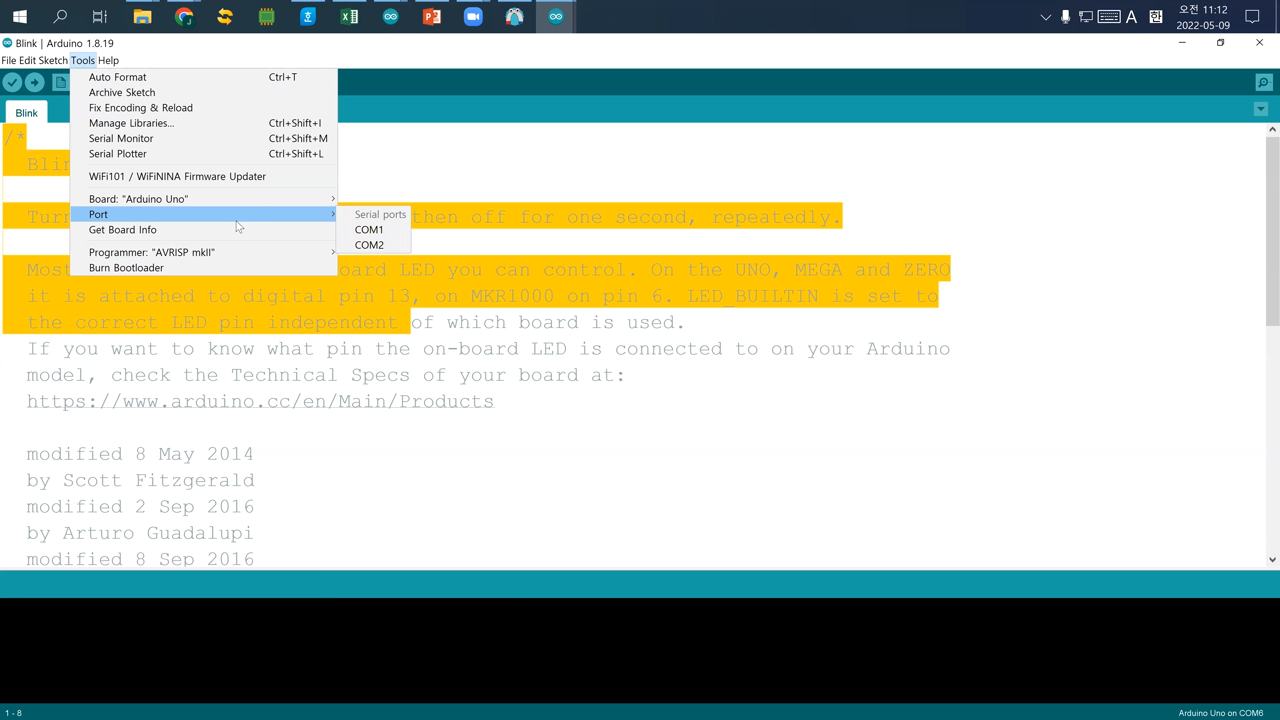 A 한 오전 11:12
2022-05-09
Blink | Arduino 1.8.19
File Edit Sketch Tools Help
Auto Format Ctrl+T
Archive Sketch
Fix Encoding & Reload
Manage Libraries... Ctrl+Shift+I
Serial Monitor Ctrl+Shift+M
Serial Plotter Ctrl+Shift+L
WiFi101 / WiFiNINA Firmware Updater
Board: "Arduino Uno"
Port
Get Board Info
Programmer: "AVRISP mkII"
Burn Bootloader
Serial ports
COM1
COM2
Blink
/*
Blin
Turn then off for one second, repeatedly.
Most oard LED you can control. On the UNO, MEGA and ZERO
it is attached to digital pin 13, on MKR1000 on pin 6. LED_BUILTIN is set to
the correct LED pin independent of which board is used.
If you want to know what pin the on-board LED is connected to on your Arduino
model, check the Technical Specs of your board at:
https://www.arduino.cc/en/Main/Products
modified 8 May 2014
by Scott Fitzgerald
modified 2 Sep 2016
by Arturo Guadalupi
modified 8 Sep 2016
1 - 8 Arduino Uno on COM6